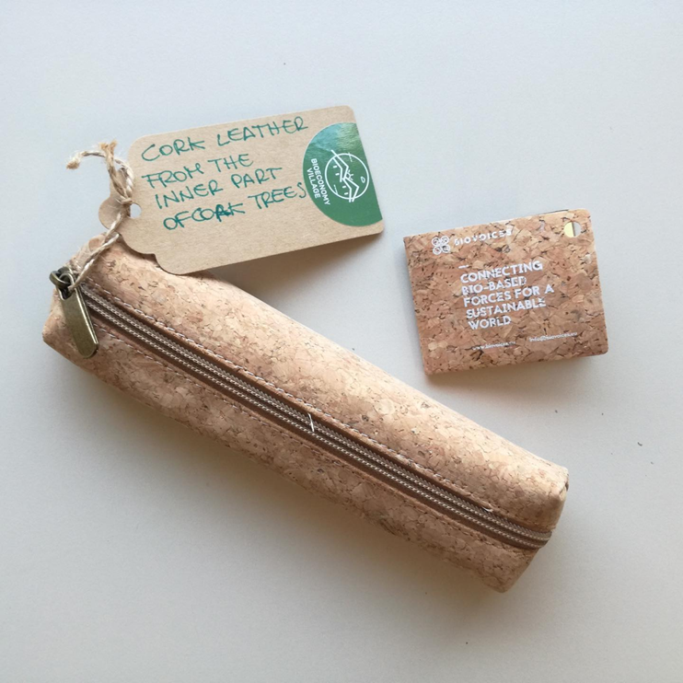 CORK LEATHER
FROM THE
INNER PART
OF CORK TREES
BIOECONOMY
VILLAGE
BIOVOICES
CONNECTING
BIO-BASED
FORCES FOR A
SUSTAINABLE
WORLD